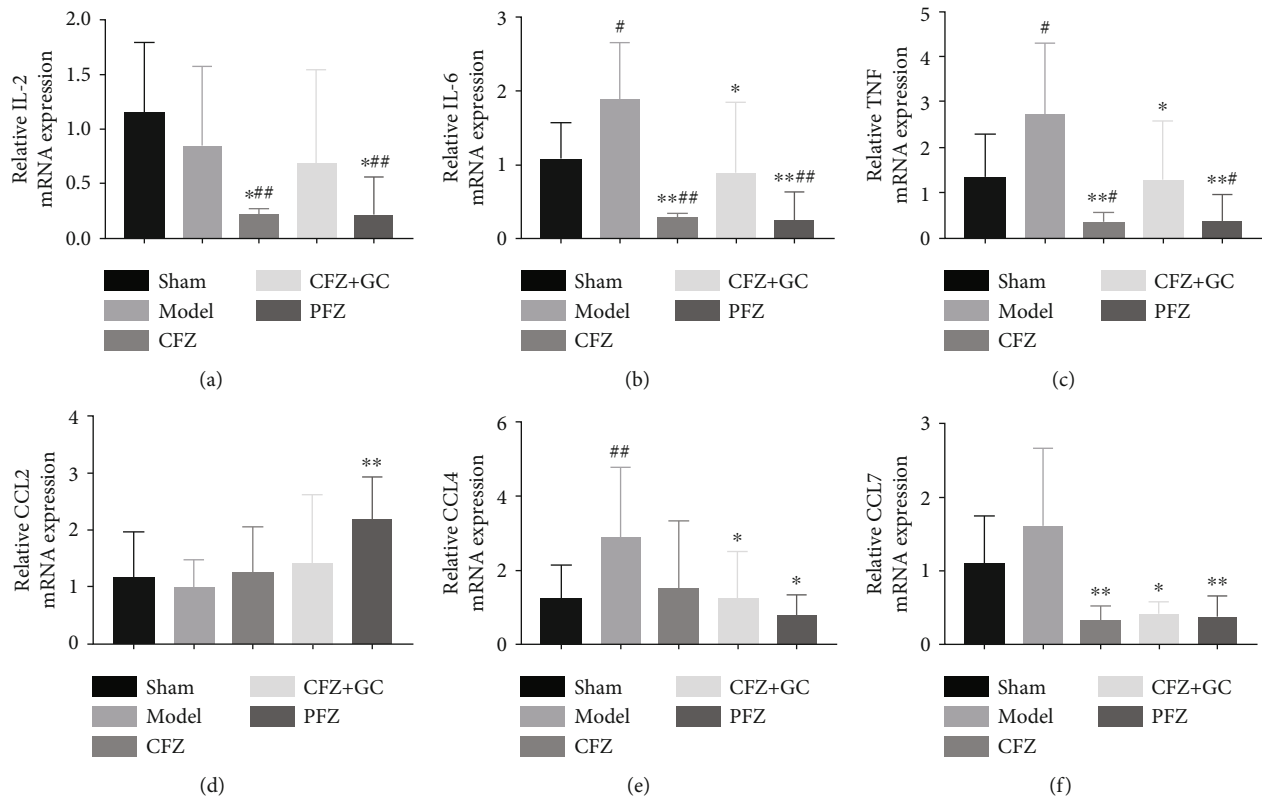 Relative IL-2
mRNA expression
2.0
1.5
1.0
0.5
0.0
*##
*##
Sham
CFZ+GC
Model
PFZ
CFZ
(a)
Relative IL-6
mRNA expression
3
2
1
0
#
**##
*
**##
Sham
CFZ+GC
Model
PFZ
CFZ
(b)
Relative TNF
mRNA expression
5
4
3
2
1
0
#
**#
*
**#
Sham
CFZ+GC
Model
PFZ
CFZ
(c)
Relative CCL2
mRNA expression
4
3
2
1
0
**
Sham
CFZ+GC
Model
PFZ
CFZ
(d)
Relative CCL4
mRNA expression
6
4
2
0
##
*
*
Sham
CFZ+GC
Model
PFZ
CFZ
(e)
Relative CCL7
mRNA expression
3
2
1
0
**
*
**
Sham
CFZ+GC
Model
PFZ
CFZ
(f)